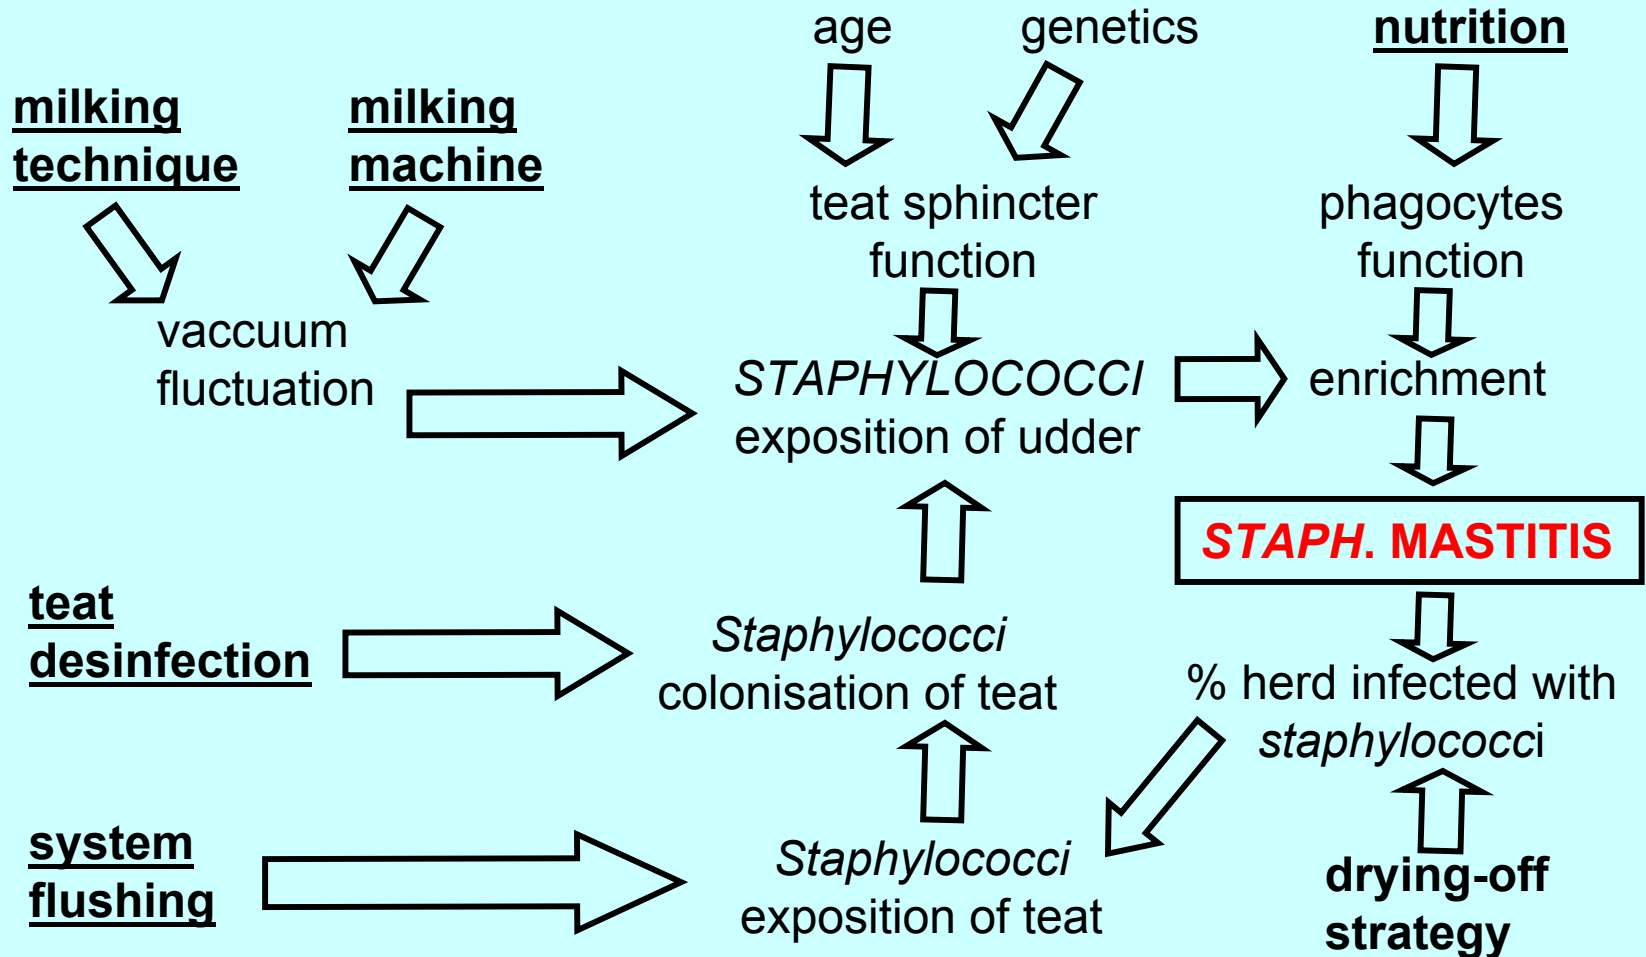 age
genetics
nutrition
milking
technique
milking
machine
teat sphincter
function
phagocytes
function
vaccuum
fluctuation
STAPHYLOCOCCI
exposition of udder
enrichment
STAPH. MASTITIS
teat
desinfection
Staphylococci
colonisation of teat
% herd infected with
staphylococci
system
flushing
Staphylococci
exposition of teat
drying-off
strategy